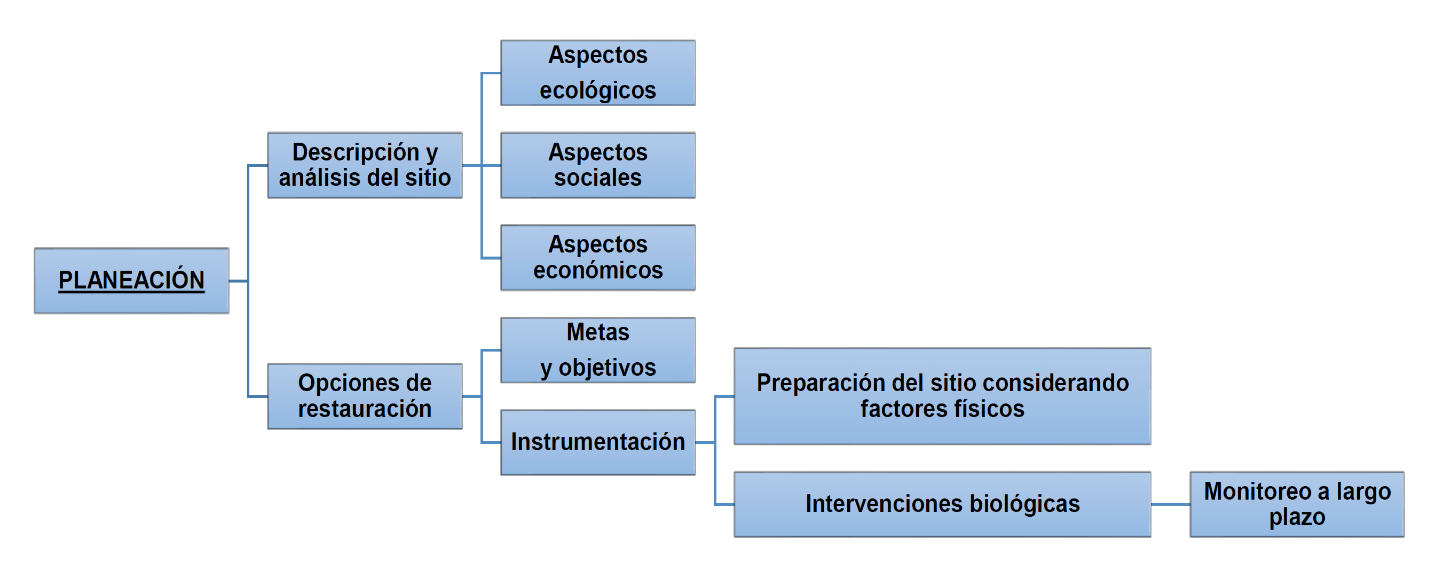 PLANEACIÓN
Descripción y
análisis del sitio
Aspectos
ecológicos
Aspectos
sociales
Aspectos
económicos
Opciones de
restauración
Metas
y objetivos
Instrumentación
Preparación del sitio considerando
factores físicos
Intervenciones biológicas
Monitoreo a largo
plazo